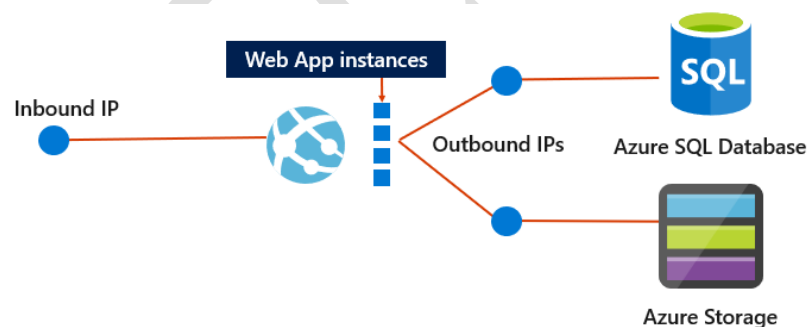 Web App instances
Inbound IP
SQL
Outbound IPs
Azure SQL Database
Azure Storage